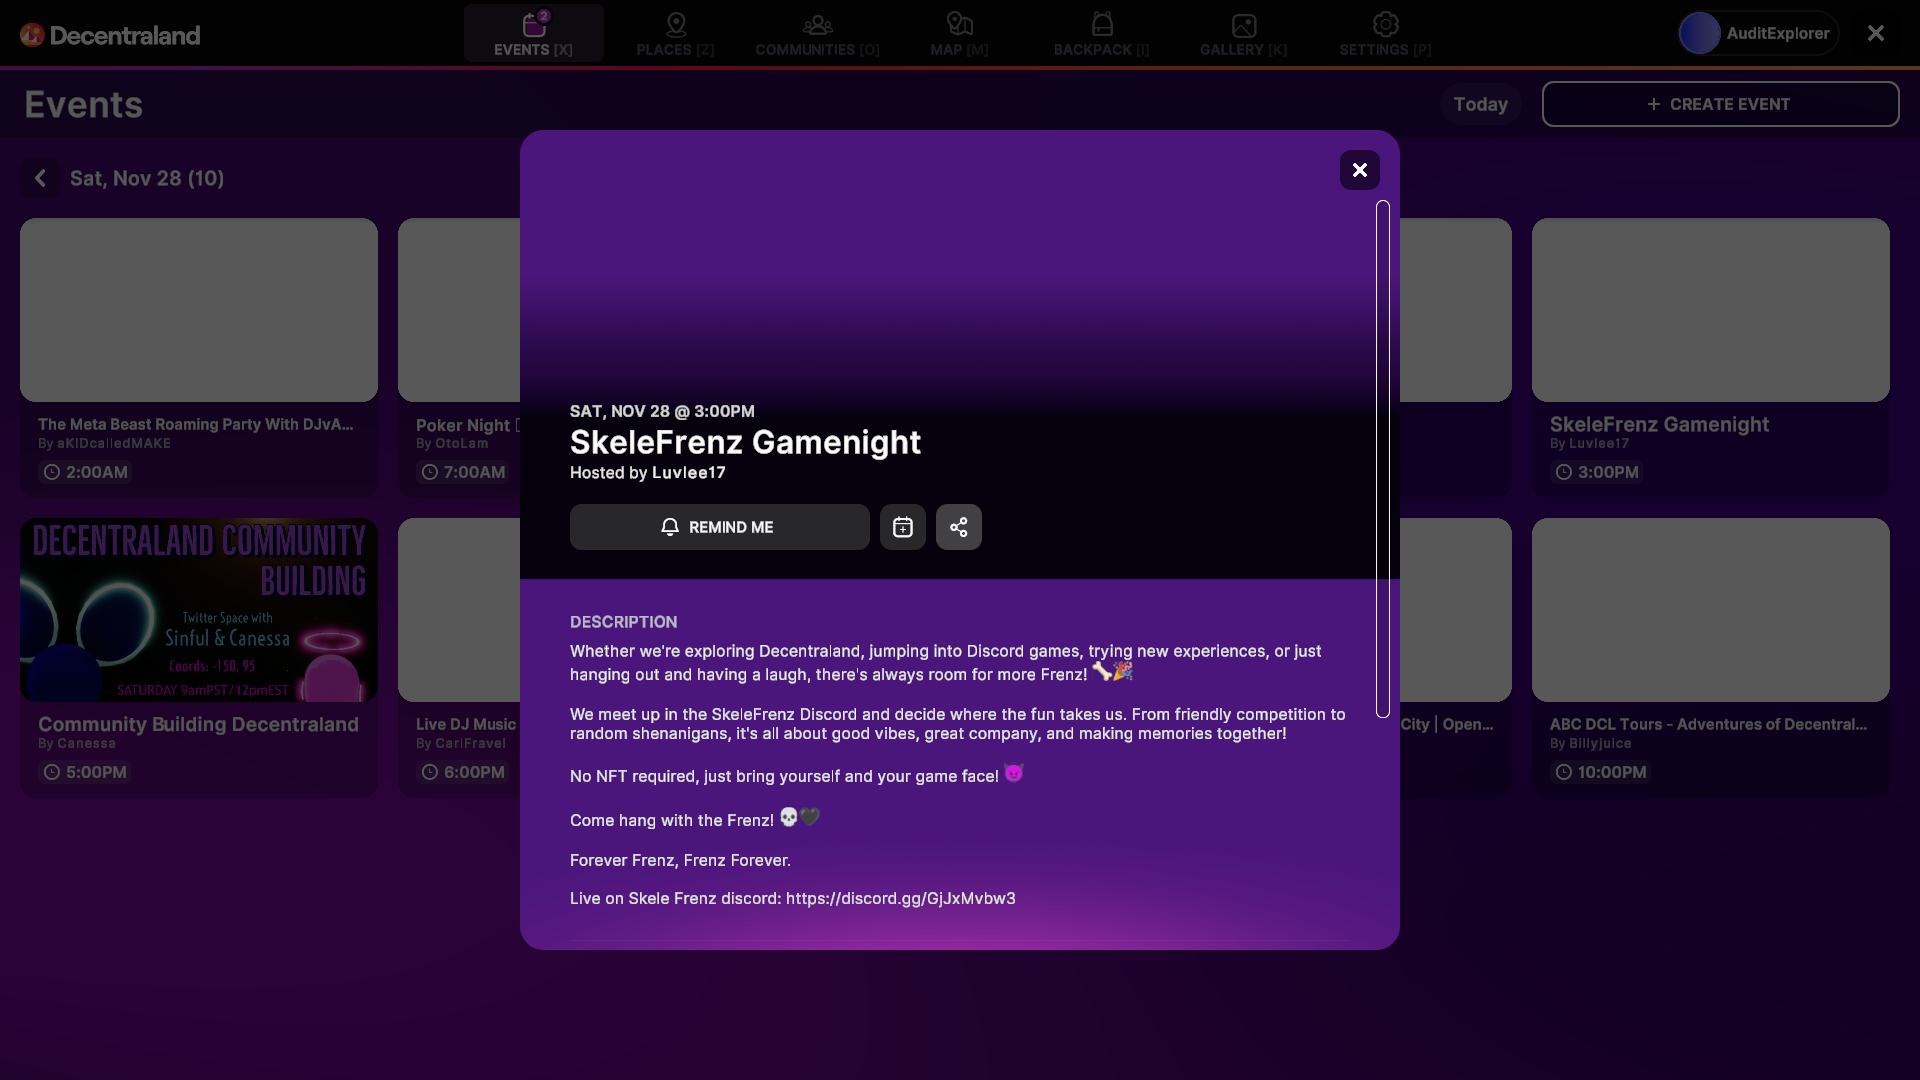 Decentraland
2
EVENTS [X]
PLACES [Z]
COMMUNITIES [O]
MAP [M]
BACKPACK [I]
GALLERY [K]
SETTINGS [P]
AuditExplorer
Events
Today
+ CREATE EVENT
Sat, Nov 28 (10)
SAT, NOV 28 @ 3:00PM
SkeleFrenz Gamenight
Hosted by Luvlee17
REMIND ME
DESCRIPTION
Whether we're exploring Decentraland, jumping into Discord games, trying new experiences, or just
hanging out and having a laugh, there's always room for more Frenz! 🦴🎉
We meet up in the SkeleFrenz Discord and decide where the fun takes us. From friendly competition to
random shenanigans, it's all about good vibes, great company, and making memories together!
No NFT required, just bring yourself and your game face! 😈
Come hang with the Frenz! 💀🖤
Forever Frenz, Frenz Forever.
Live on Skele Frenz discord: https://discord.gg/GjJxMvbw3
The Meta Beast Roaming Party With DJvA...
By aKIDcalledMAKE
2:00AM
Poker Night
By OtoLam
7:00AM
SkeleFrenz Gamenight
By Luvlee17
3:00PM
DECENTRALAND COMMUNITY
BUILDING
Twitter Space with
Sinful & Canessa
Coords: -150, 95
SATURDAY 9amPST/12pmEST
Community Building Decentraland
By Canessa
5:00PM
Live DJ Music
By CarlFravel
6:00PM
City | Open...
ABC DCL Tours - Adventures of Decentral...
By Billyjuice
10:00PM